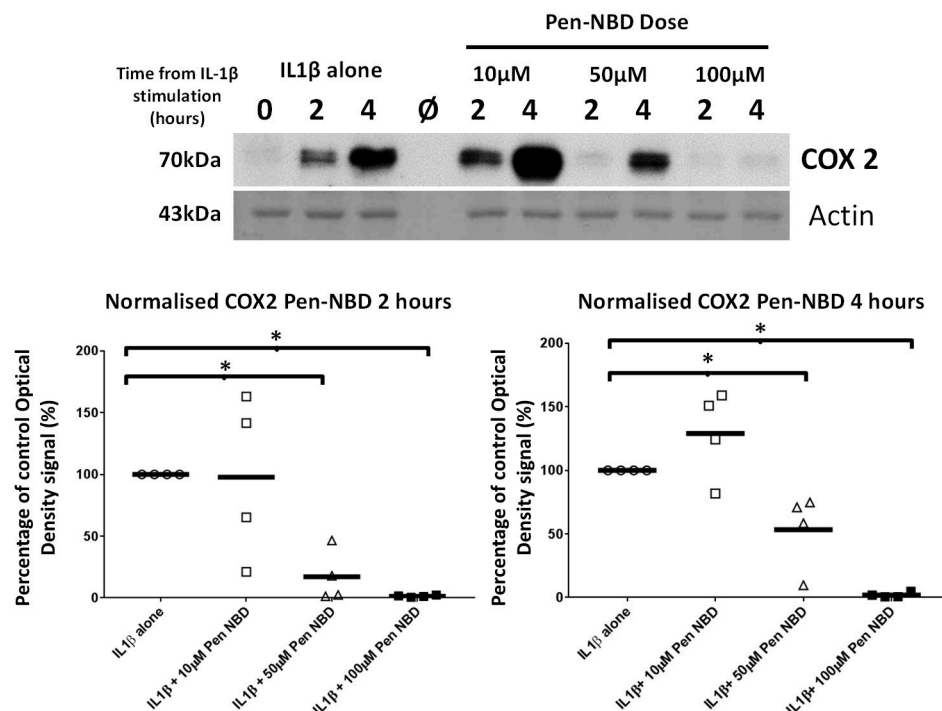 Pen-NBD Dose
Time from IL-1β
stimulation
(hours)
IL1β alone
10µM 50µM 100µM
0 2 4 Ø 2 4 2 4 2 4
70kDa COX 2
43kDa Actin
Normalised COX2 Pen-NBD 2 hours
Percentage of control Optical
Density signal (%)
200
150
100
50
0
* *
IL1β alone
IL1β + 10µM Pen NBD
IL1β + 50µM Pen NBD
IL1β + 100µM Pen NBD
Normalised COX2 Pen-NBD 4 hours
Percentage of control Optical
Density signal (%)
200
150
100
50
0
* *
IL1β alone
IL1β+ 10µM Pen NBD
IL1β+ 50µM Pen NBD
IL1β+ 100µM Pen NBD